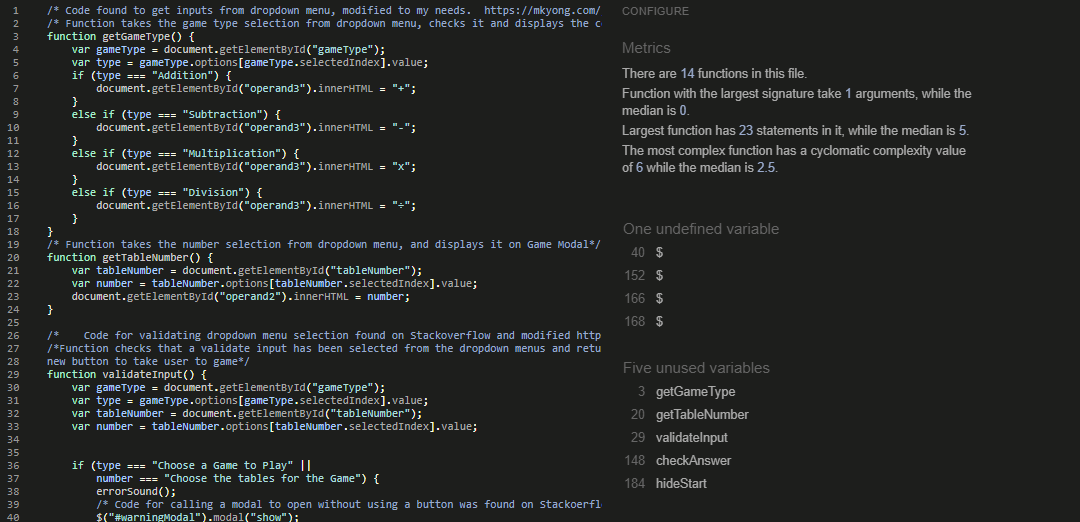 1 /* Code found to get inputs from dropdown menu, modified to my needs.  https://mkyong.com/
2 /* Function takes the game type selection from dropdown menu, checks it and displays the c
3 function getGameType() {
4     var gameType = document.getElementById("gameType");
5     var type = gameType.options[gameType.selectedIndex].value;
6     if (type === "Addition") {
7         document.getElementById("operand3").innerHTML = "+";
8     }
9     else if (type === "Subtraction") {
10         document.getElementById("operand3").innerHTML = "-";
11     }
12     else if (type === "Multiplication") {
13         document.getElementById("operand3").innerHTML = "x";
14     }
15     else if (type === "Division") {
16         document.getElementById("operand3").innerHTML = "÷";
17     }
18 }
19 /* Function takes the number selection from dropdown menu, and displays it on Game Modal*/
20 function getTableNumber() {
21     var tableNumber = document.getElementById("tableNumber");
22     var number = tableNumber.options[tableNumber.selectedIndex].value;
23     document.getElementById("operand2").innerHTML = number;
24 }
25
26 /*    Code for validating dropdown menu selection found on Stackoverflow and modified http
27 /*Function checks that a validate input has been selected from the dropdown menus and retu
28 new button to take user to game*/
29 function validateInput() {
30     var gameType = document.getElementById("gameType");
31     var type = gameType.options[gameType.selectedIndex].value;
32     var tableNumber = document.getElementById("tableNumber");
33     var number = tableNumber.options[tableNumber.selectedIndex].value;
34
35
36     if (type === "Choose a Game to Play" ||
37         number === "Choose the tables for the Game") {
38         errorSound();
39         /* Code for calling a modal to open without using a button was found on Stackoerfl
40         $("#warningModal").modal("show");
CONFIGURE
Metrics
There are 14 functions in this file.
Function with the largest signature take 1 arguments, while the
median is 0.
Largest function has 23 statements in it, while the median is 5.
The most complex function has a cyclomatic complexity value
of 6 while the median is 2.5.
One undefined variable
40 $
152 $
166 $
168 $
Five unused variables
3 getGameType
20 getTableNumber
29 validateInput
148 checkAnswer
184 hideStart